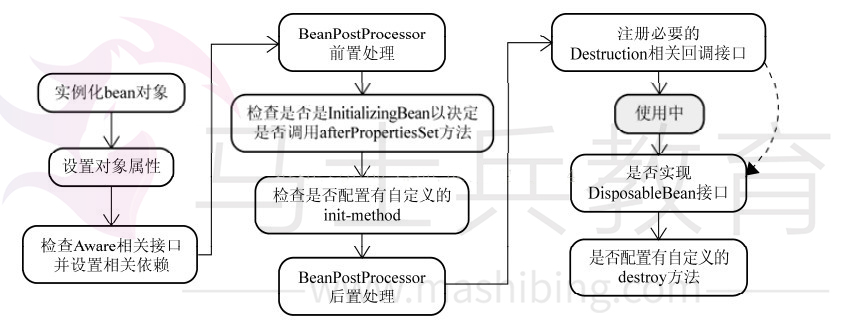 实例化bean对象
设置对象属性
检查Aware相关接口
并设置相关依赖
BeanPostProcessor
前置处理
检查是否是InitializingBean以决定
是否调用afterPropertiesSet方法
检查是否配置有自定义的
init-method
BeanPostProcessor
后置处理
注册必要的
Destruction相关回调接口
使用中
是否实现
DisposableBean接口
是否配置有自定义的
destroy方法
马士兵教育
www.mashibing.com